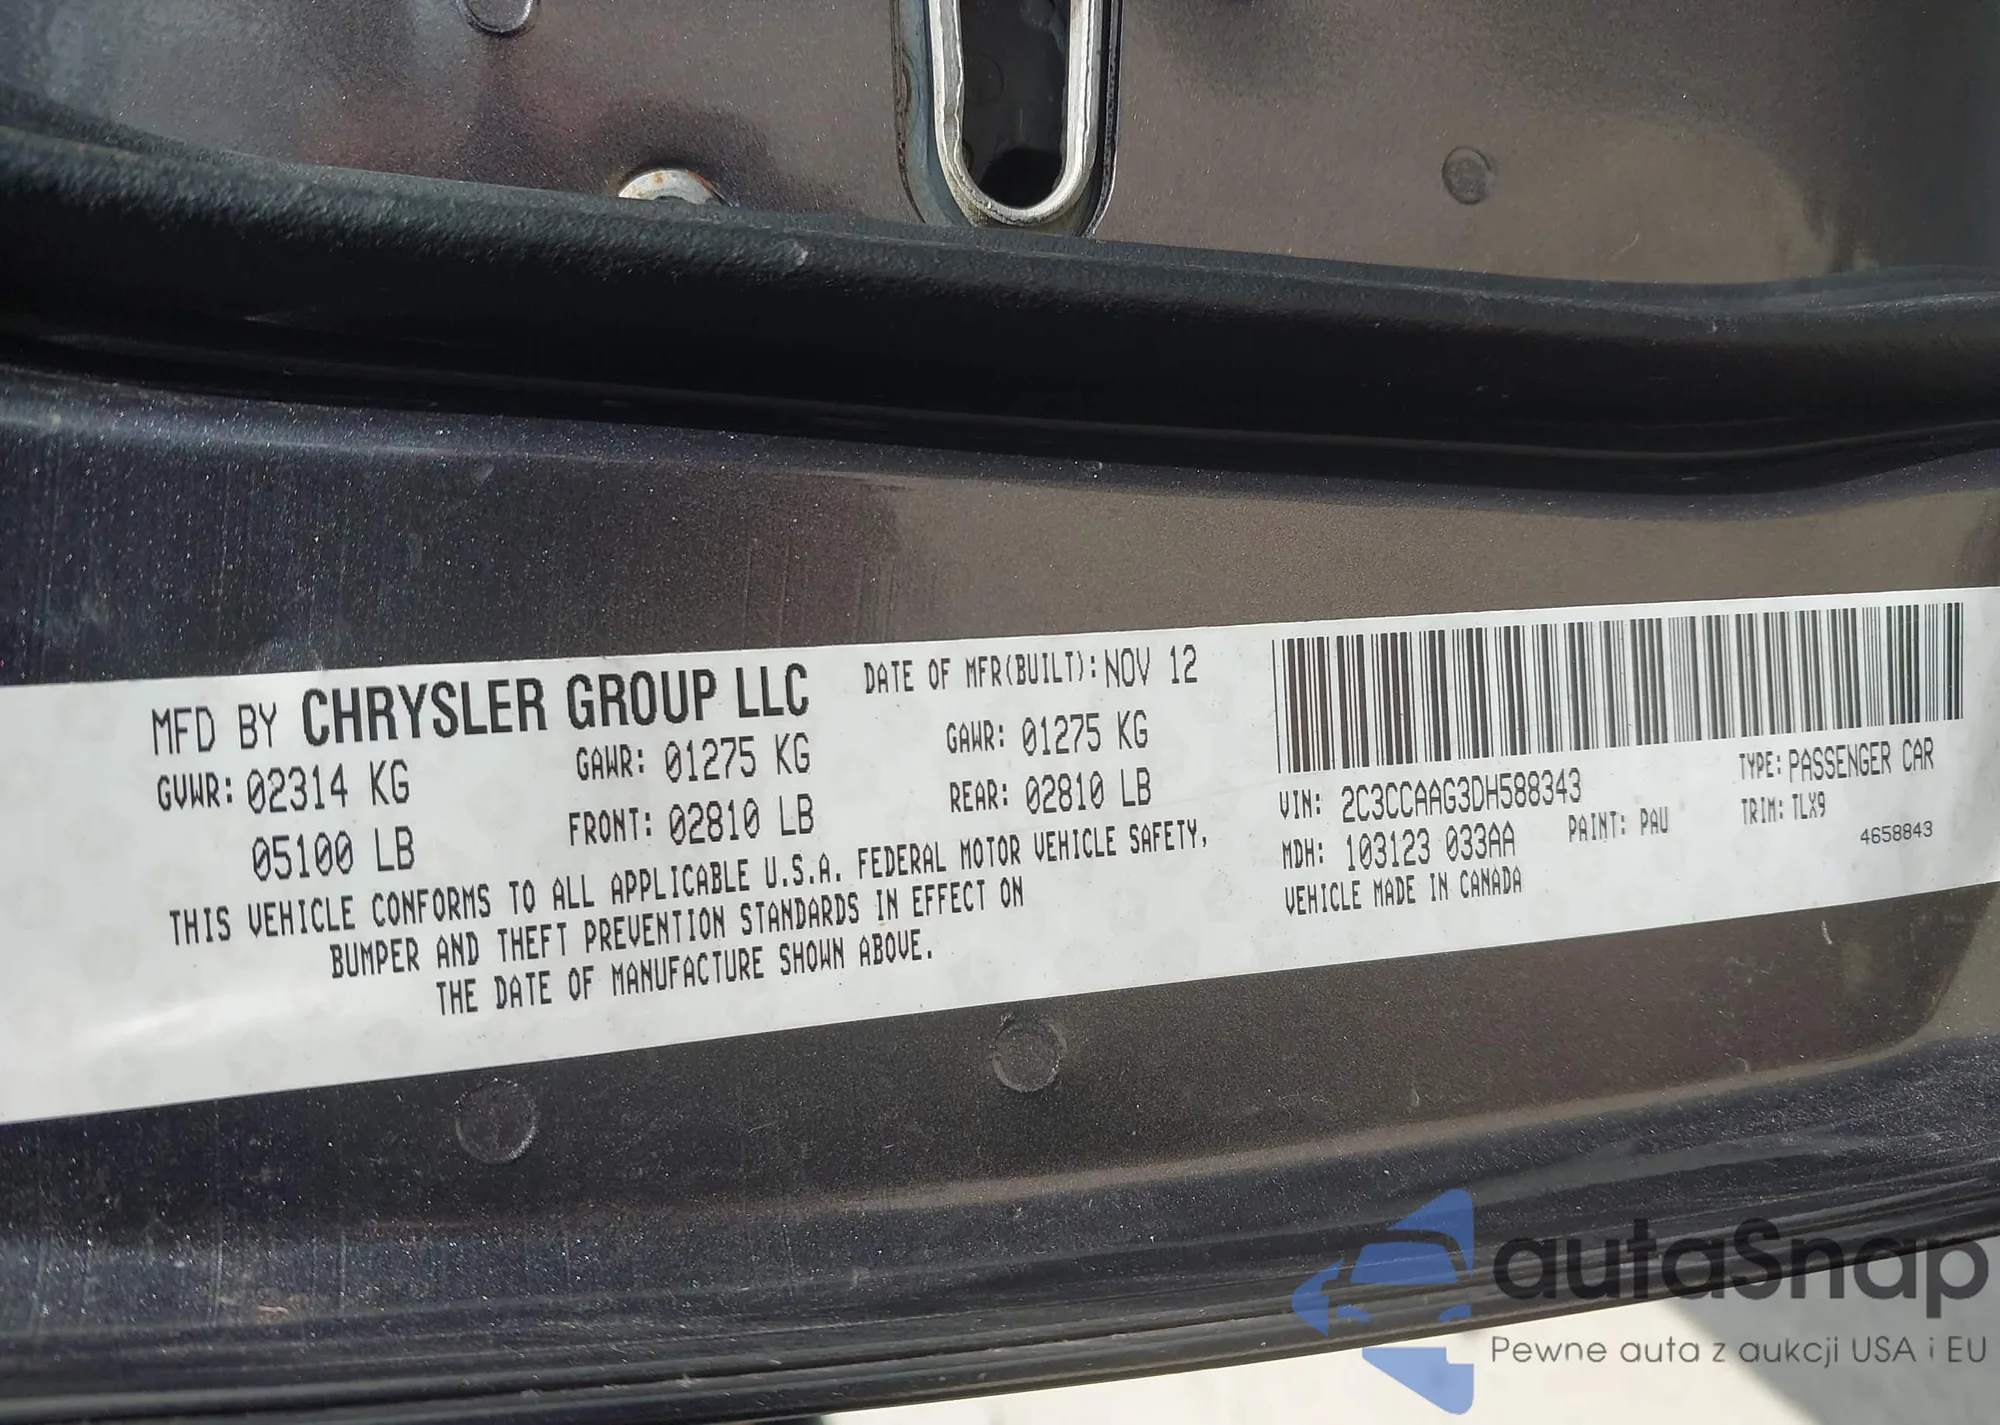 MFD BY CHRYSLER GROUP LLC DATE OF MFR(BUILT): NOV 12
GVWR: 02314 KG GAWR: 01275 KG GAWR: 01275 KG
05100 LB FRONT: 02810 LB REAR: 02810 LB
THIS VEHICLE CONFORMS TO ALL APPLICABLE U.S.A. FEDERAL MOTOR VEHICLE SAFETY,
BUMPER AND THEFT PREVENTION STANDARDS IN EFFECT ON
THE DATE OF MANUFACTURE SHOWN ABOVE.
VIN: 2C3CCAAG3DH588343 TYPE: PASSENGER CAR
MDH: 103123 033AA PAINT: PAU TRIM: TLX9
VEHICLE MADE IN CANADA 4658843
autaSnap
Pewne auta z aukcji USA i EU